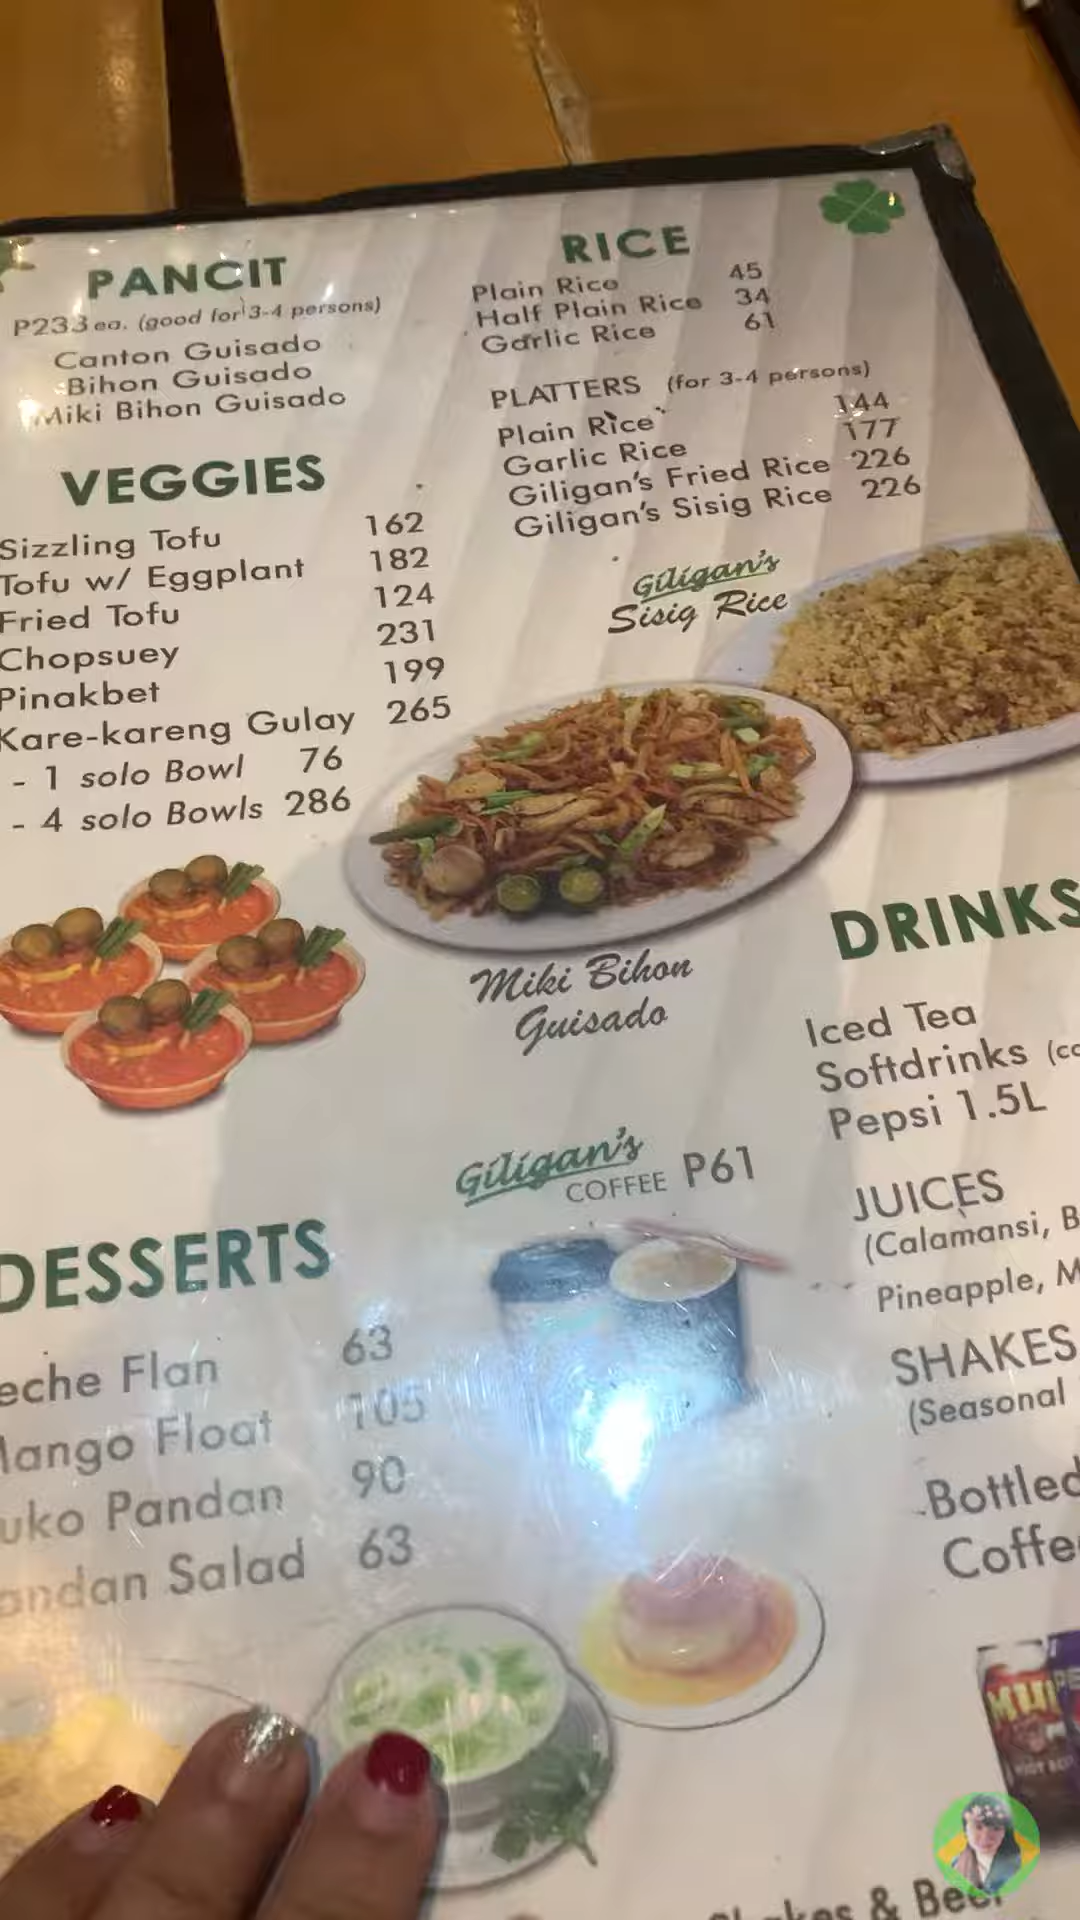 PANCIT
P233 ea. (good for 3-4 persons)
Canton Guisado
Bihon Guisado
Miki Bihon Guisado
VEGGIES
Sizzling Tofu 162
Tofu w/ Eggplant 182
Fried Tofu 124
Chopsuey 231
Pinakbet 199
Kare-kareng Gulay 265
- 1 solo Bowl 76
- 4 solo Bowls 286
RICE
Plain Rice 45
Half Plain Rice 34
Garlic Rice 61
PLATTERS (for 3-4 persons)
Plain Rice 144
Garlic Rice 177
Giligan's Fried Rice 226
Giligan's Sisig Rice 226
Giligan's
Sisig Rice
Miki Bihon
Guisado
Giligan's
COFFEE P61
DESSERTS
eche Flan 63
ango Float 105
uko Pandan 90
andan Salad 63
DRINKS
Iced Tea
Softdrinks (
Pepsi 1.5L
JUICES
(Calamansi, B
Pineapple, M
SHAKES
(Seasonal
Bottled
Coffe
MU
& Beer